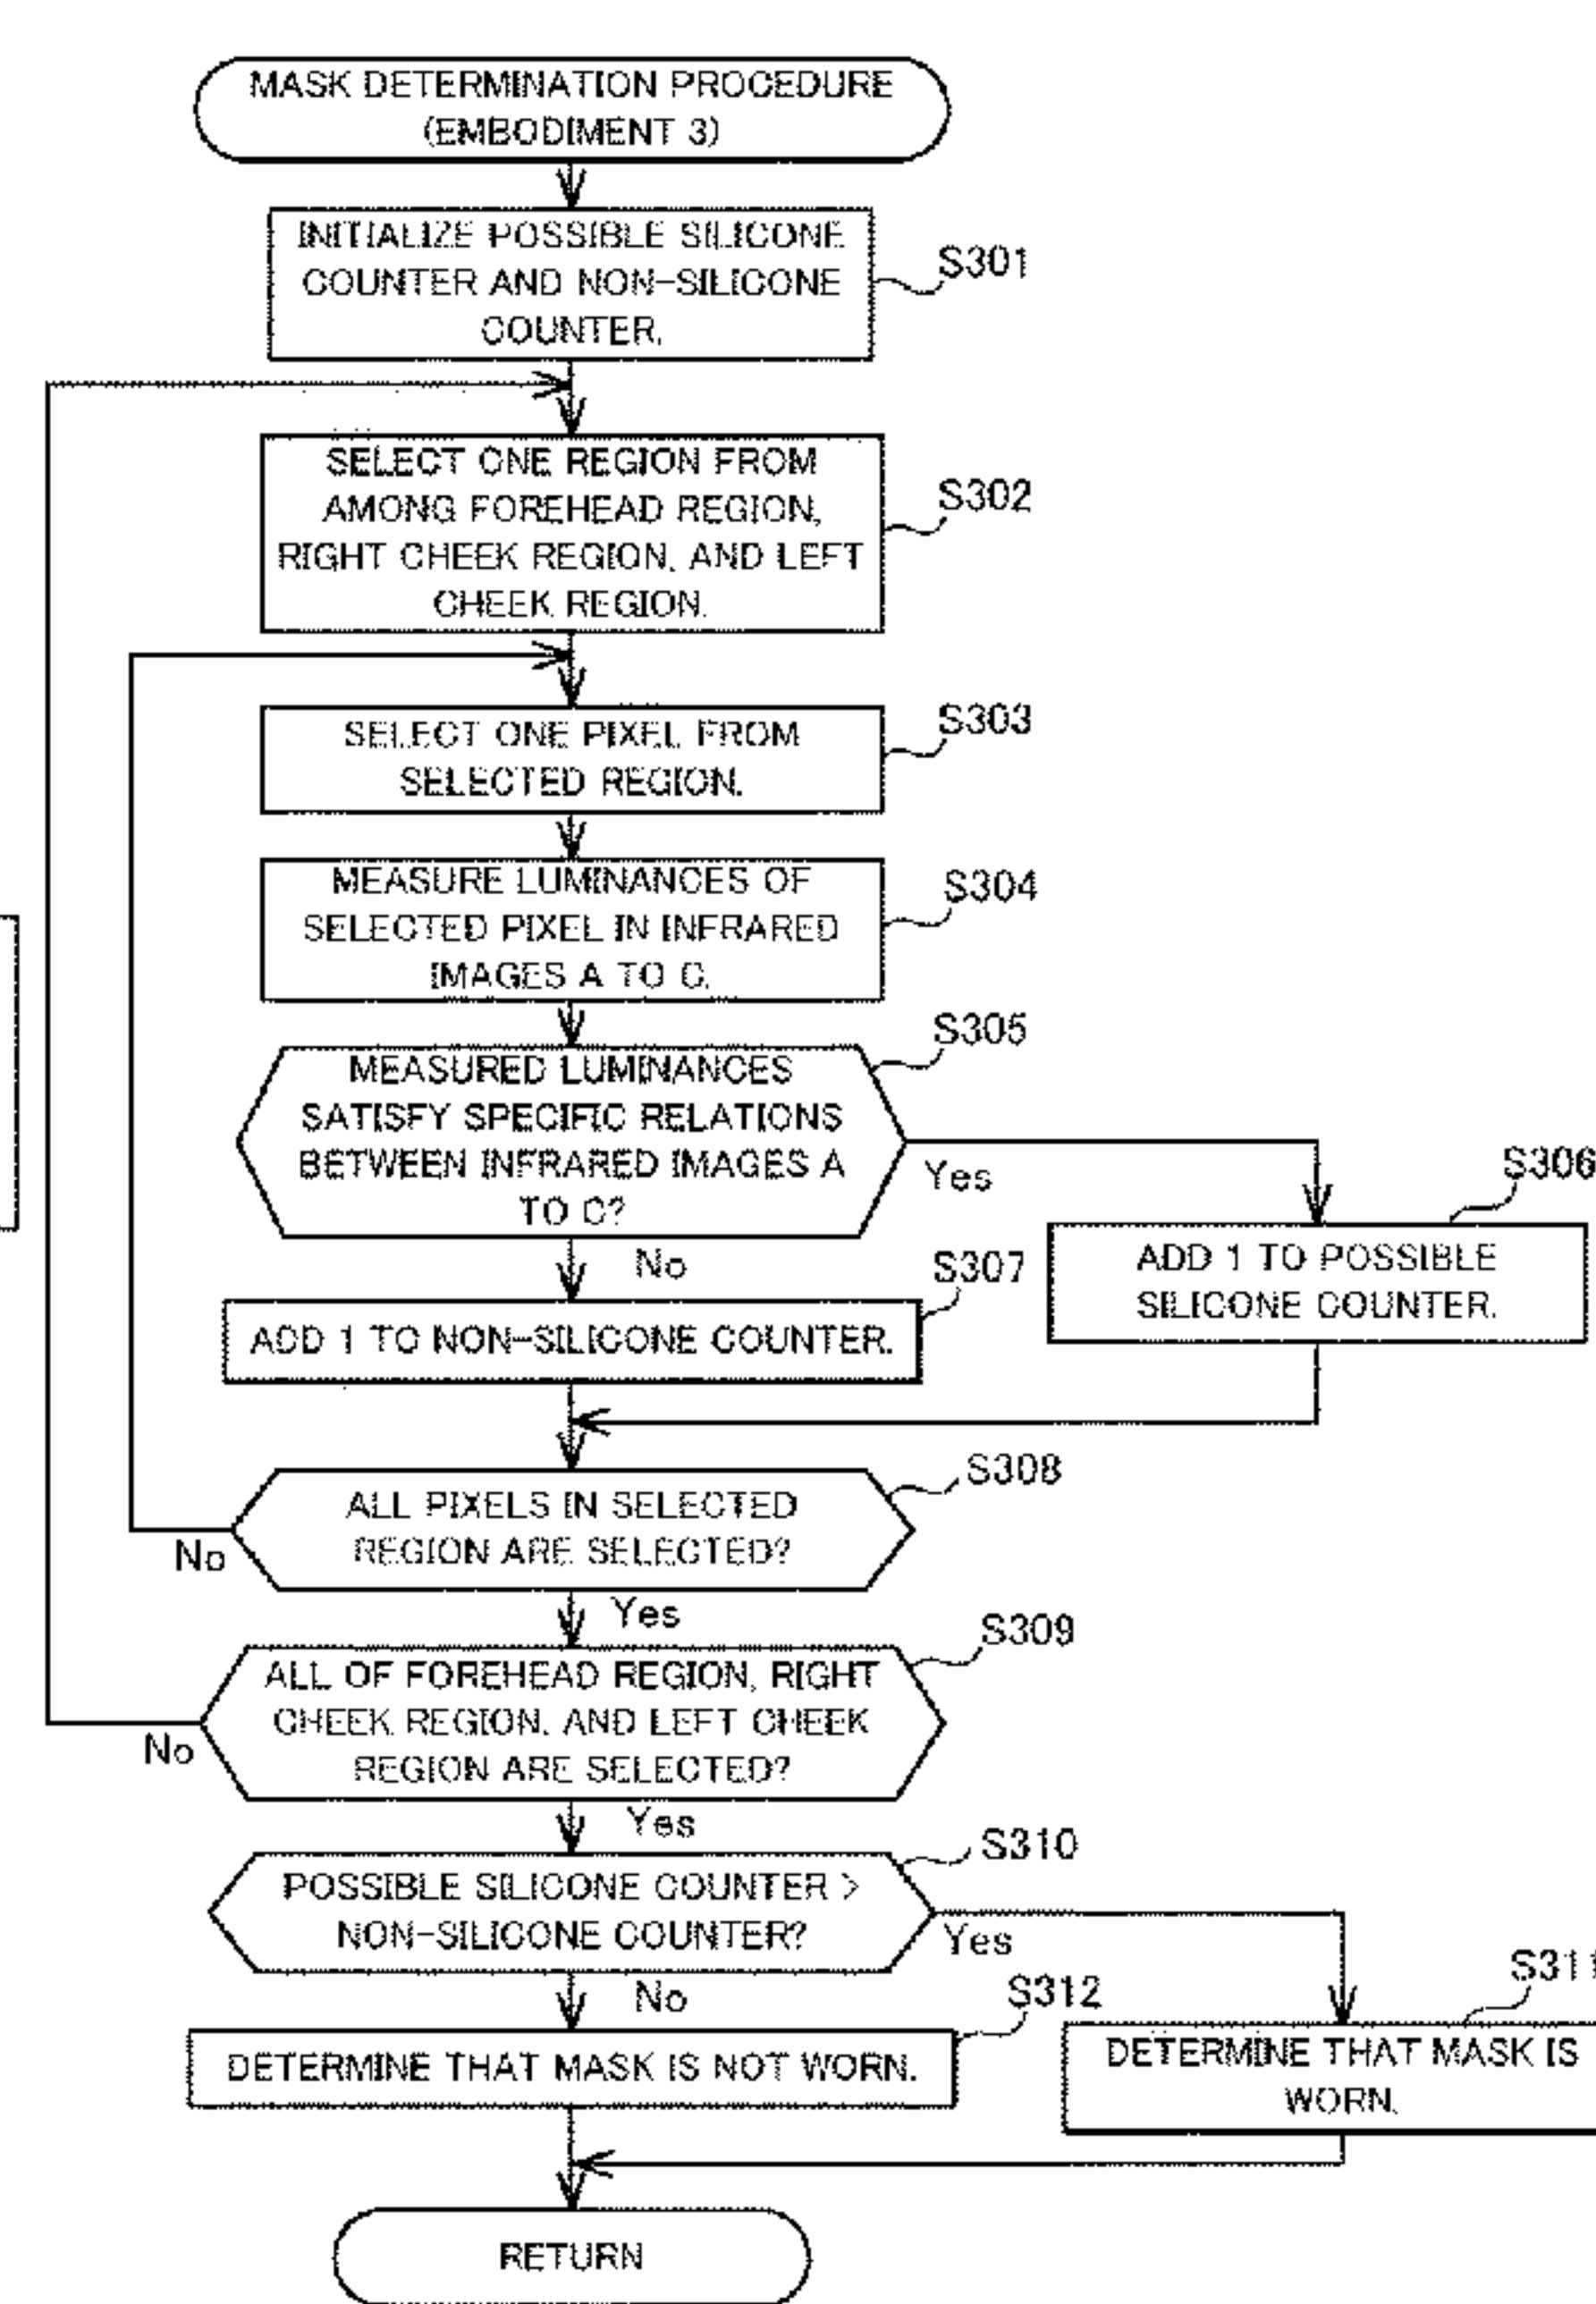 MASK DETERMINATION PROCEDURE
(EMBODIMENT 3)
INITIALIZE POSSIBLE SILICONE
COUNTER AND NON-SILICONE
COUNTER.
S301
SELECT ONE REGION FROM
AMONG FOREHEAD REGION,
RIGHT CHEEK REGION, AND LEFT
CHEEK REGION.
S302
SELECT ONE PIXEL FROM
SELECTED REGION.
S303
MEASURE LUMINANCES OF
SELECTED PIXEL IN INFRARED
IMAGES A TO C.
S304
MEASURED LUMINANCES
SATISFY SPECIFIC RELATIONS
BETWEEN INFRARED IMAGES A
TO C?
S305
Yes
S306
ADD 1 TO POSSIBLE
SILICONE COUNTER.
No
S307
ADD 1 TO NON-SILICONE COUNTER.
S308
ALL PIXELS IN SELECTED
REGION ARE SELECTED?
No
Yes
S309
ALL OF FOREHEAD REGION, RIGHT
CHEEK REGION, AND LEFT CHEEK
REGION ARE SELECTED?
No
Yes
S310
POSSIBLE SILICONE COUNTER >
NON-SILICONE COUNTER?
Yes
No
S312
DETERMINE THAT MASK IS NOT WORN.
S311
DETERMINE THAT MASK IS
WORN.
RETURN